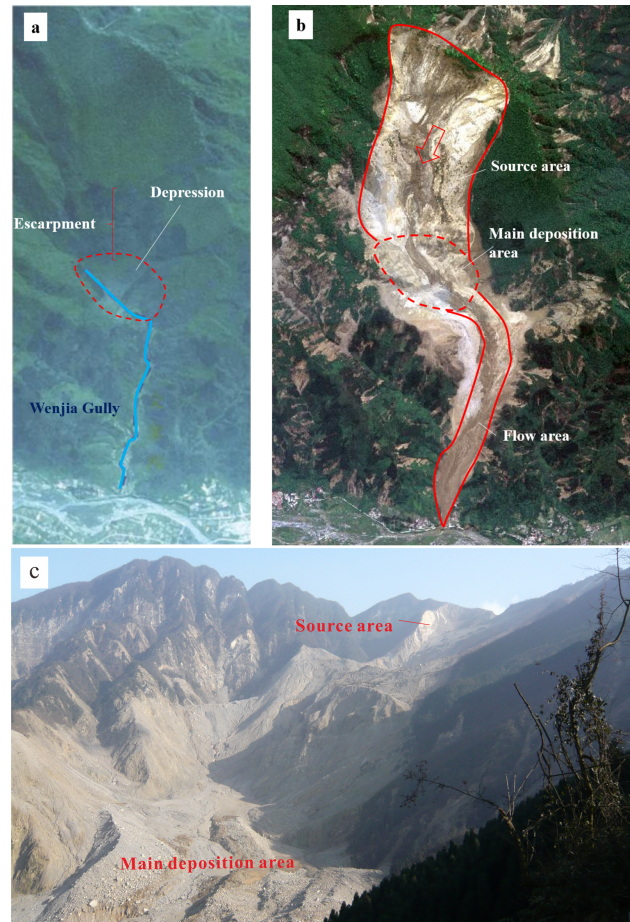 a
Depression
Escarpment
Wenjia Gully
b
Source area
Main deposition
area
Flow area
c
Source area
Main deposition area